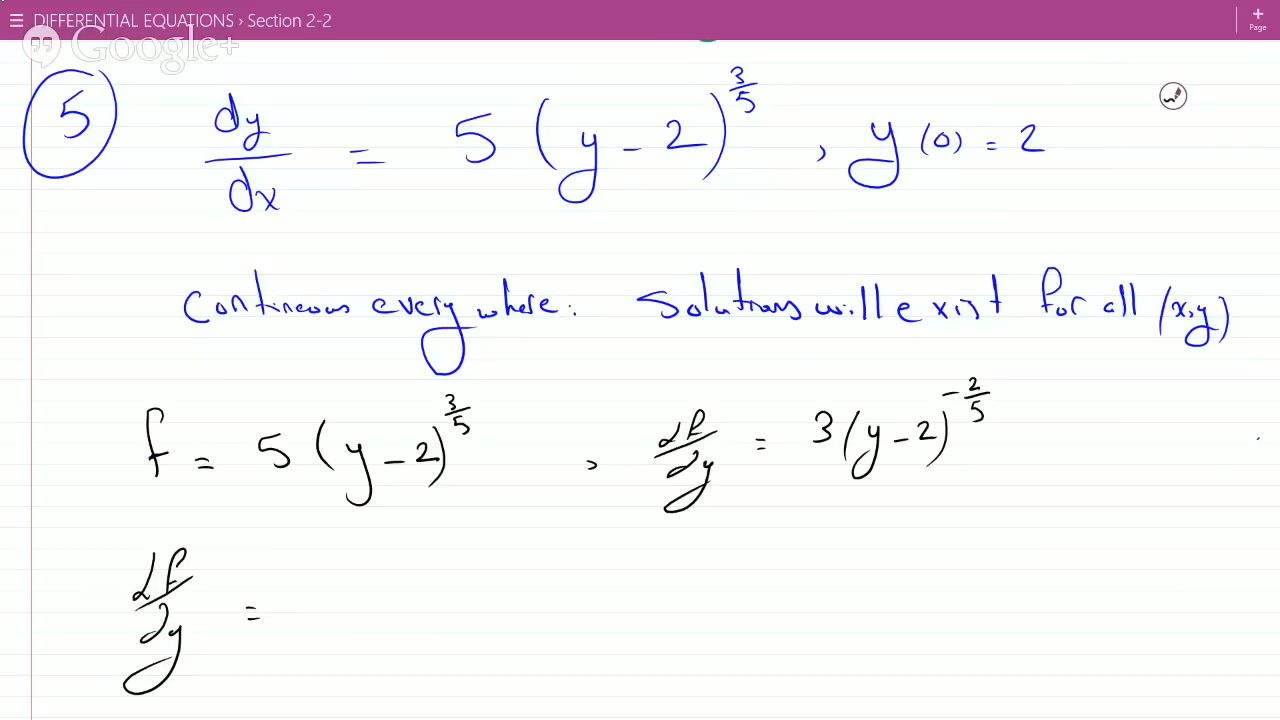 ☰ DIFFERENTIAL EQUATIONS › Section 2-2
+ Page
Google+
5 dy/dx = 5 (y - 2)^(3/5) , y(0) = 2
Continuous everywhere: Solutions will exist for all (x,y)
f = 5 (y - 2)^(3/5) , ∂f/∂y = 3 (y - 2)^(-2/5)
∂f/∂y =